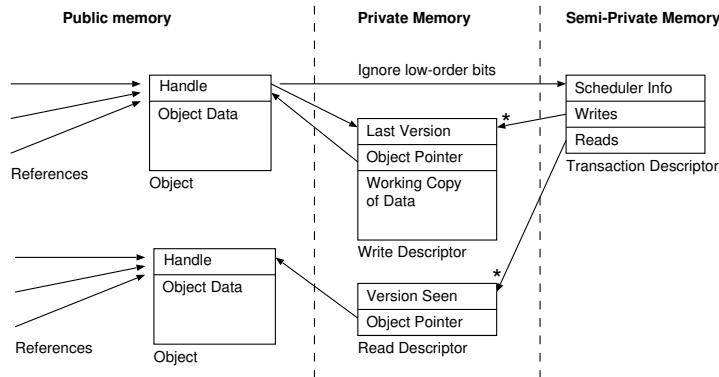 Public memory
Private Memory
Semi-Private Memory
Ignore low-order bits
Handle
Object Data
References
Object
Last Version
Object Pointer
Working Copy
of Data
Write Descriptor
*
Scheduler Info
Writes
Reads
Transaction Descriptor
Handle
Object Data
References
Object
*
Version Seen
Object Pointer
Read Descriptor